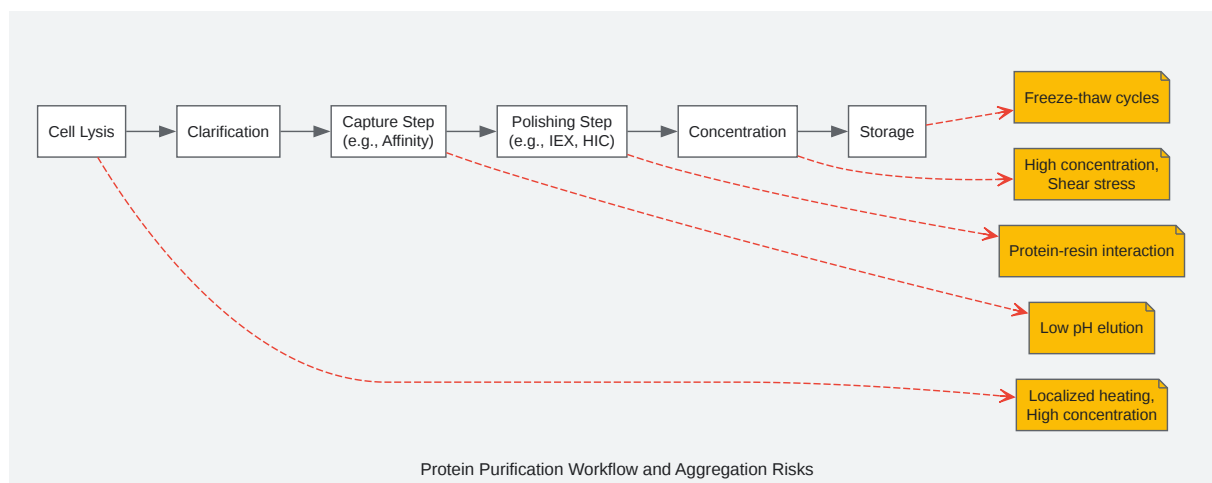 Cell Lysis
Clarification
Capture Step
(e.g., Affinity)
Polishing Step
(e.g., IEX, HIC)
Concentration
Storage
Freeze-thaw cycles
High concentration,
Shear stress
Protein-resin interaction
Low pH elution
Localized heating,
High concentration
Protein Purification Workflow and Aggregation Risks